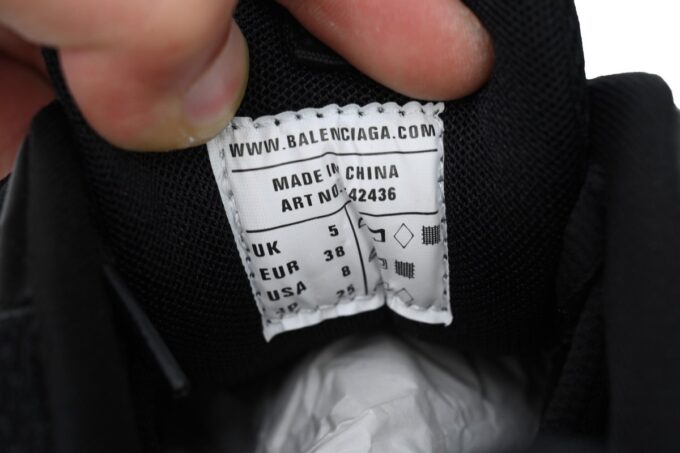 WWW.BALENCIAGA.COM
MADE IN CHINA
ART NO 42436
UK 5
EUR 38
USA 8
25